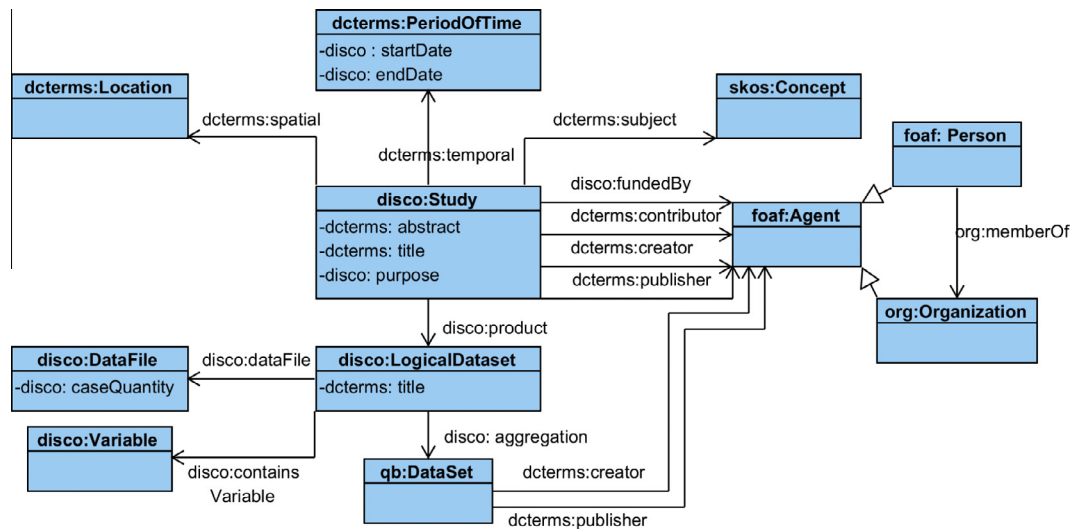 dcterms:PeriodOfTime
-disco : startDate
-disco: endDate
dcterms:Location
skos:Concept
dcterms:spatial
dcterms:subject
foaf: Person
dcterms:temporal
disco:Study
-dcterms: abstract
-dcterms: title
-disco: purpose
disco:fundedBy
dcterms:contributor
dcterms:creator
dcterms:publisher
foaf:Agent
org:memberOf
org:Organization
disco:product
disco:DataFile
-disco: caseQuantity
disco:dataFile
disco:LogicalDataset
-dcterms: title
disco:Variable
disco:contains
Variable
disco: aggregation
qb:DataSet
dcterms:creator
dcterms:publisher